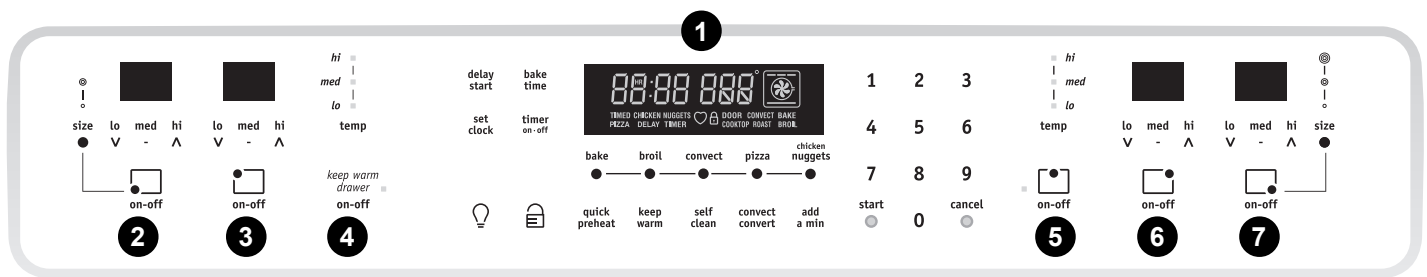 1
hi
med
lo
size
lo med hi
lo med hi
temp
keep warm
drawer
on-off
on-off
on-off
2
3
4
delay
start
bake
time
set
clock
timer
on·off
88:88 888°
HR
TIMED CHICKEN NUGGETS DOOR CONVECT BAKE
PIZZA DELAY TIMER COOKTOP ROAST BROIL
bake
broil
convect
pizza
chicken
nuggets
quick
preheat
keep
warm
self
clean
convect
convert
add
a min
1 2 3
4 5 6
7 8 9
start
0
cancel
hi
med
lo
temp
lo med hi
lo med hi
size
on-off
on-off
on-off
5
6
7